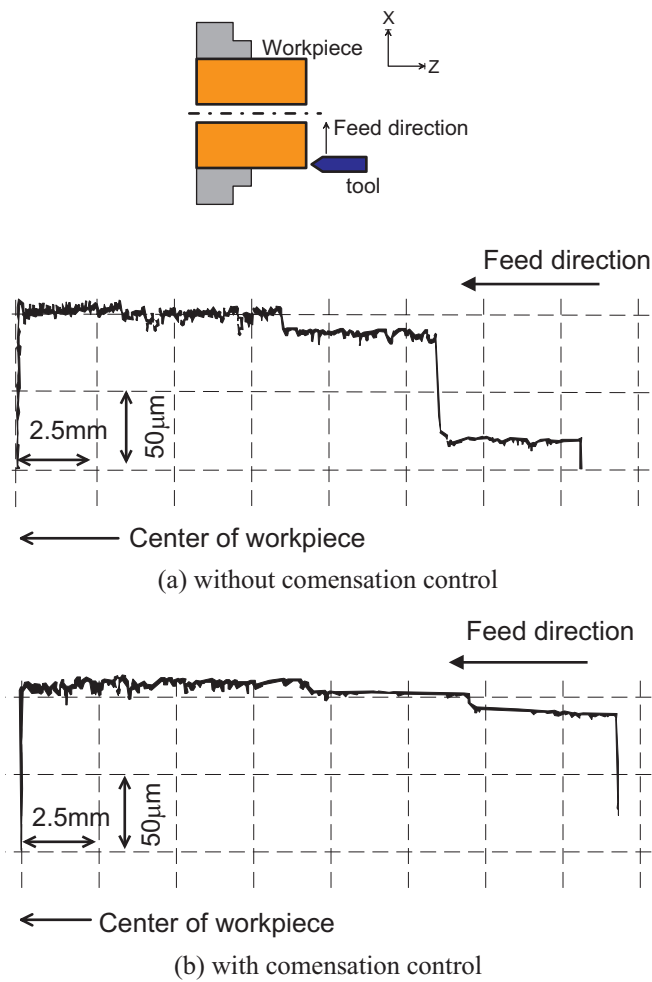 X
Workpiece
Z
Feed direction
tool
Feed direction
2.5mm
50μm
Center of workpiece
(a) without comensation control
Feed direction
2.5mm
50μm
Center of workpiece
(b) with comensation control